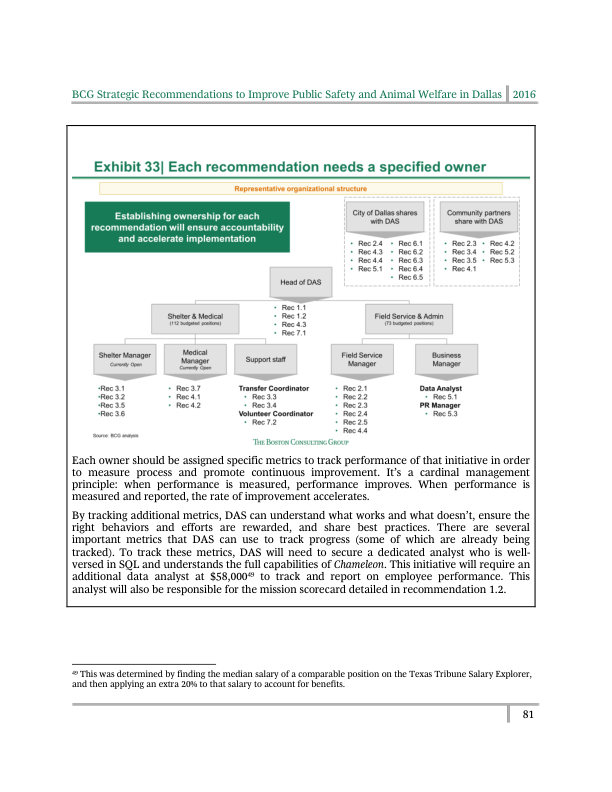 BCG Strategic Recommendations to Improve Public Safety and Animal Welfare in Dallas 2016
Exhibit 33| Each recommendation needs a specified owner
Representative organizational structure
Establishing ownership for each
recommendation will ensure accountability
and accelerate implementation
City of Dallas shares
with DAS
• Rec 2.4
• Rec 4.3
• Rec 4.4
• Rec 5.1
• Rec 6.1
• Rec 6.2
• Rec 6.3
• Rec 6.4
• Rec 6.5
Community partners
share with DAS
• Rec 2.3
• Rec 3.4
• Rec 3.5
• Rec 4.1
• Rec 4.2
• Rec 5.2
• Rec 5.3
Head of DAS
• Rec 1.1
• Rec 1.2
• Rec 4.3
• Rec 7.1
Shelter & Medical
(112 budgeted positions)
Field Service & Admin
(73 budgeted positions)
Shelter Manager
Currently Open
•Rec 3.1
•Rec 3.2
•Rec 3.5
•Rec 3.6
Medical
Manager
Currently Open
• Rec 3.7
• Rec 4.1
• Rec 4.2
Support staff
Transfer Coordinator
• Rec 3.3
• Rec 3.4
Volunteer Coordinator
• Rec 7.2
Field Service
Manager
• Rec 2.1
• Rec 2.2
• Rec 2.3
• Rec 2.4
• Rec 2.5
• Rec 4.4
Business
Manager
Data Analyst
• Rec 5.1
PR Manager
• Rec 5.3
Source: BCG analysis
THE BOSTON CONSULTING GROUP
Each owner should be assigned specific metrics to track performance of that initiative in order
to measure process and promote continuous improvement. It’s a cardinal management
principle: when performance is measured, performance improves. When performance is
measured and reported, the rate of improvement accelerates.
By tracking additional metrics, DAS can understand what works and what doesn’t, ensure the
right behaviors and efforts are rewarded, and share best practices. There are several
important metrics that DAS can use to track progress (some of which are already being
tracked). To track these metrics, DAS will need to secure a dedicated analyst who is well-
versed in SQL and understands the full capabilities of Chameleon. This initiative will require an
additional data analyst at $58,000⁴⁹ to track and report on employee performance. This
analyst will also be responsible for the mission scorecard detailed in recommendation 1.2.
⁴⁹ This was determined by finding the median salary of a comparable position on the Texas Tribune Salary Explorer,
and then applying an extra 20% to that salary to account for benefits.
81